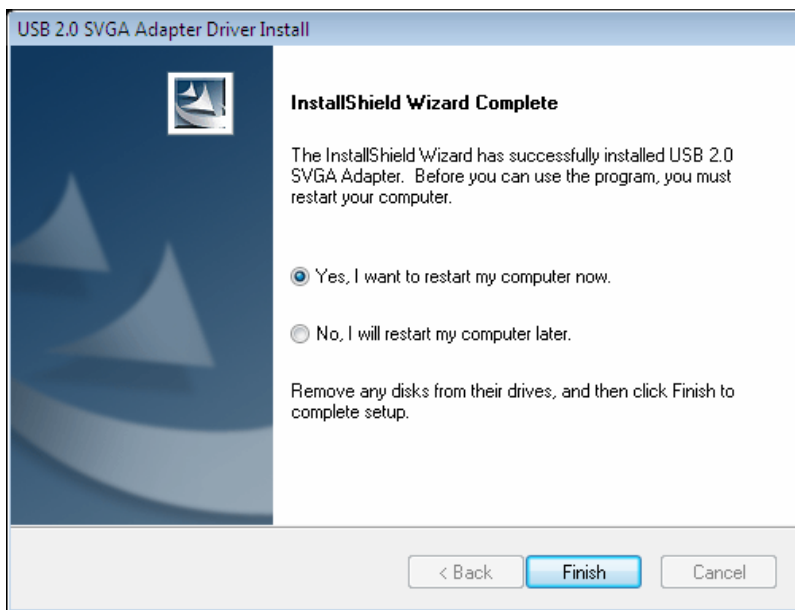 USB 2.0 SVGA Adapter Driver Install
InstallShield Wizard Complete
The InstallShield Wizard has successfully installed USB 2.0
SVGA Adapter. Before you can use the program, you must
restart your computer.
Yes, I want to restart my computer now.
No, I will restart my computer later.
Remove any disks from their drives, and then click Finish to
complete setup.
< Back
Finish
Cancel